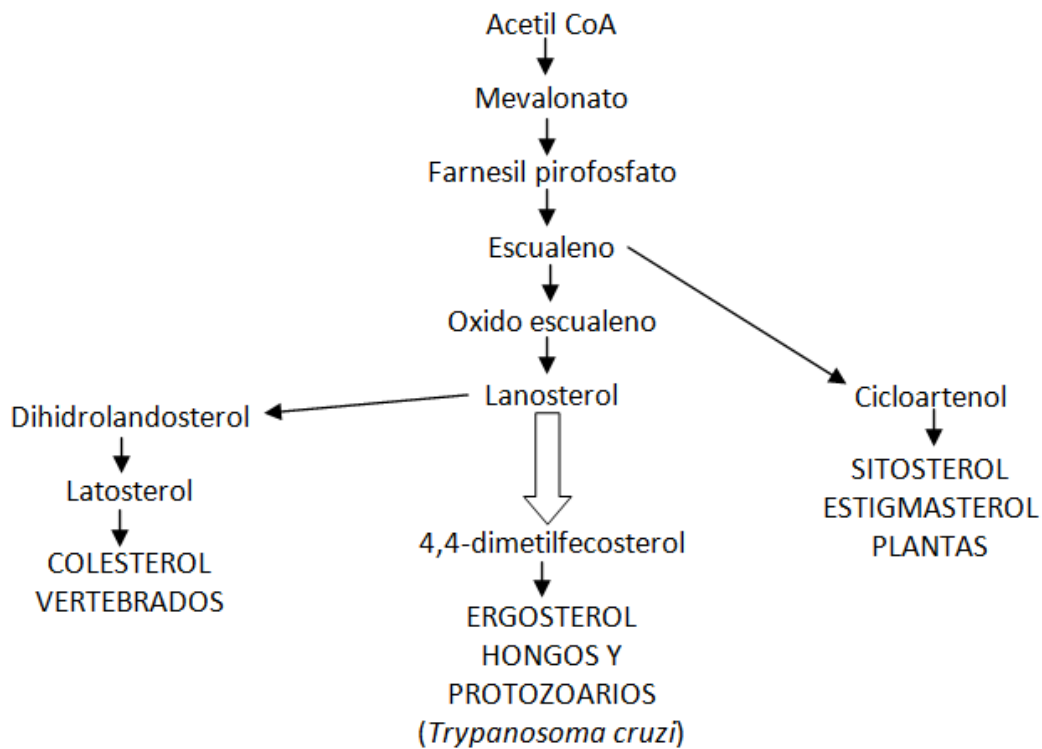 Acetil CoA
Mevalonato
Farnesil pirofosfato
Escualeno
Oxido escualeno
Lanosterol
Dihidrolandosterol
Latosterol
COLESTEROL
VERTEBRADOS
4,4-dimetilfecosterol
ERGOSTEROL
HONGOS Y
PROTOZOARIOS
(Trypanosoma cruzi)
Cicloartenol
SITOSTEROL
ESTIGMASTEROL
PLANTAS